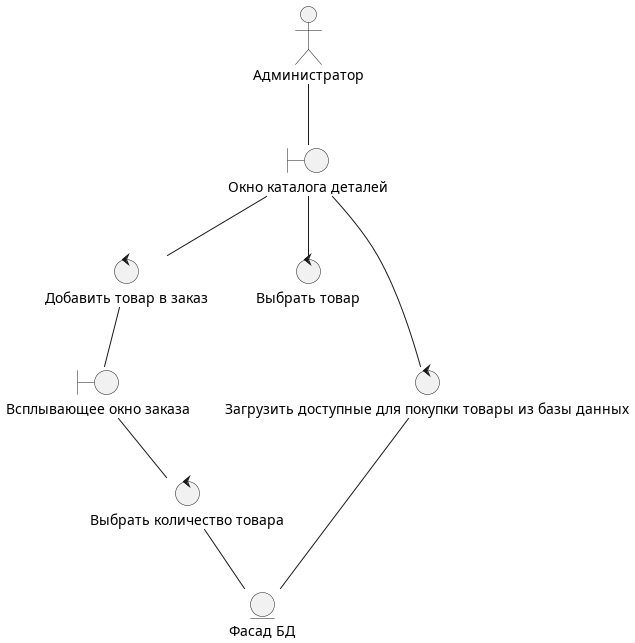 Администратор
Окно каталога деталей
Добавить товар в заказ
Выбрать товар
Всплывающее окно заказа
Загрузить доступные для покупки товары из базы данных
Выбрать количество товара
Фасад БД